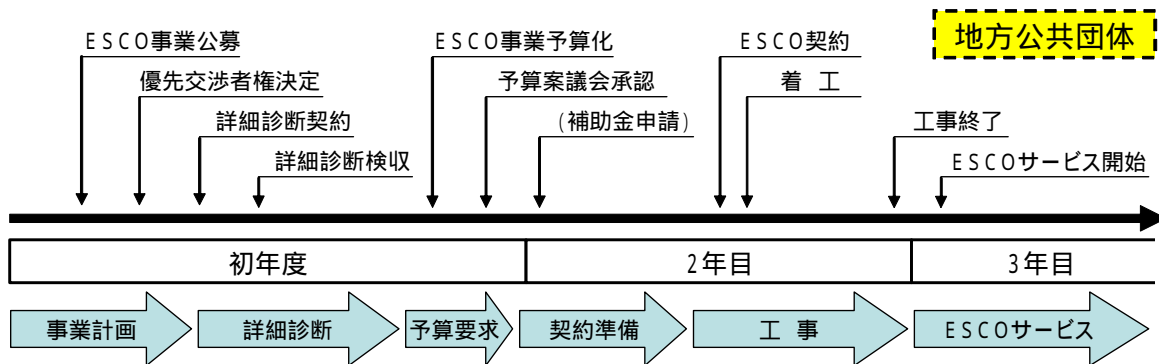 地方公共団体
ESCO事業公募
ESCO事業予算化
ESCO契約
優先交渉者権決定
予算案議会承認
着 工
詳細診断契約
(補助金申請)
工事終了
詳細診断検収
ESCOサービス開始
初年度
2年目
3年目
事業計画
詳細診断
予算要求
契約準備
工 事
ESCOサービス